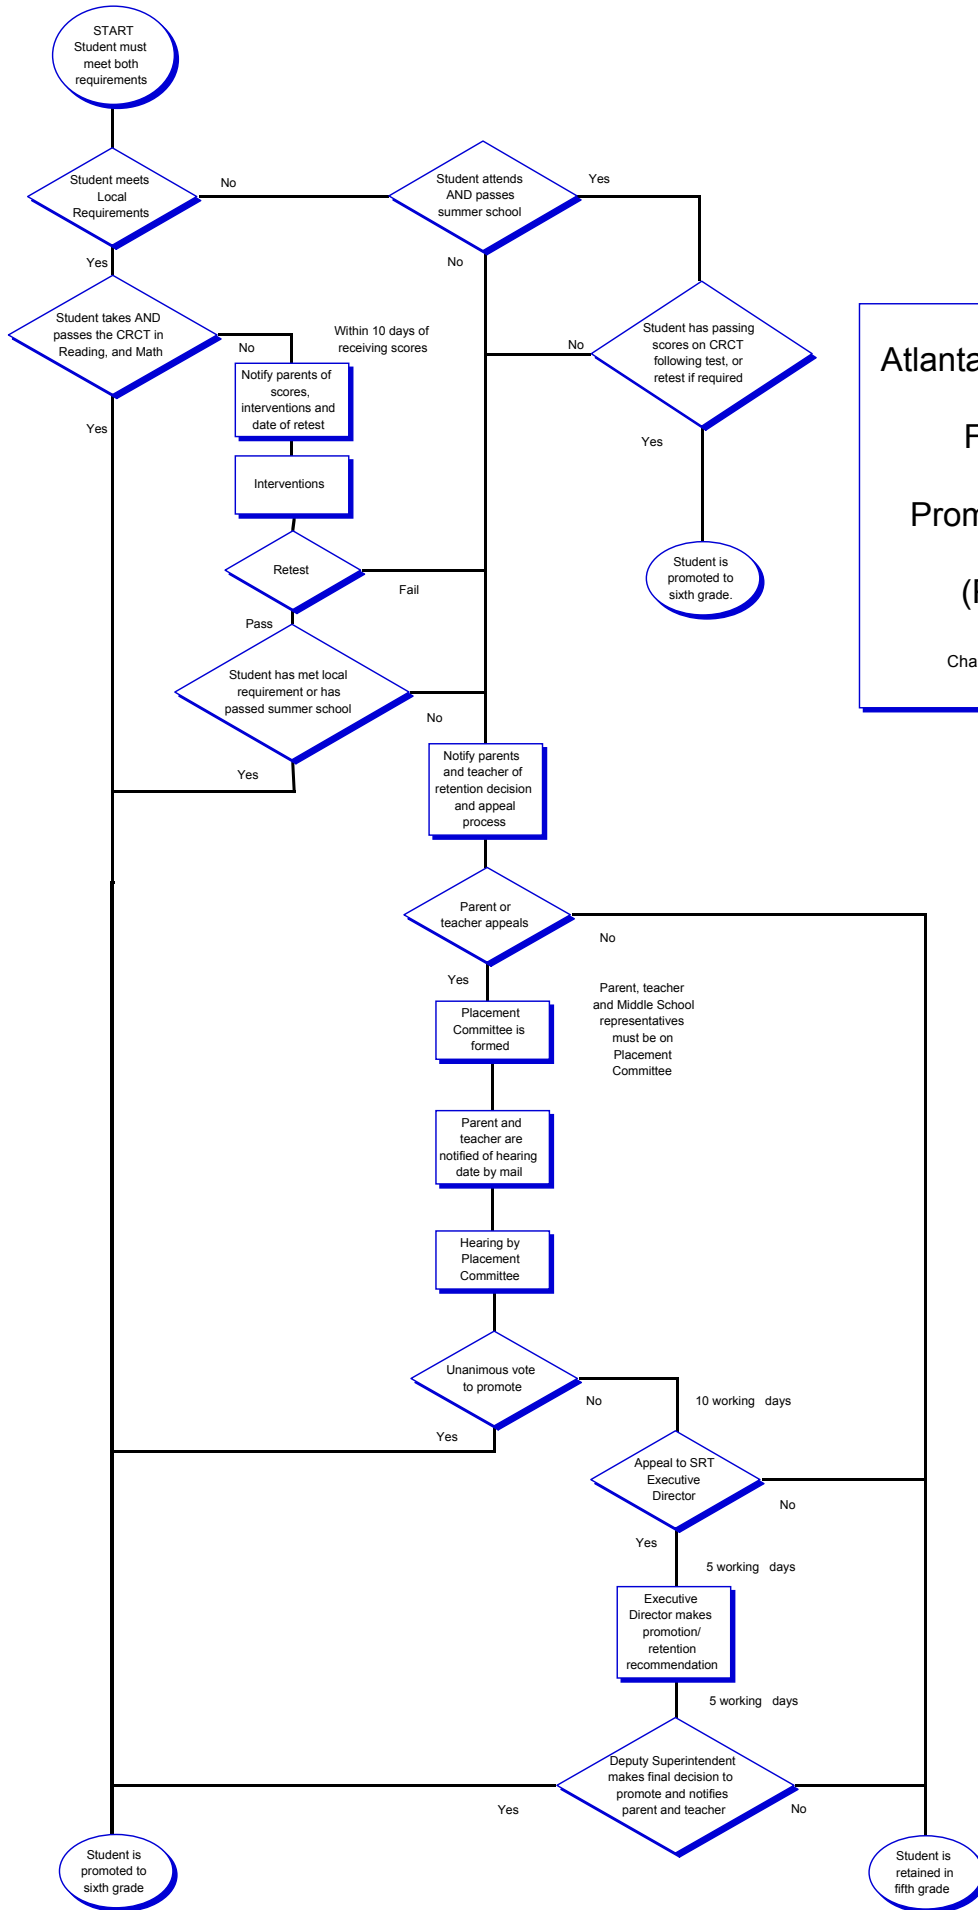 START
Student must
meet both
requirements
Student meets
Local
Requirements
No
Student attends
AND passes
summer school
Yes
Yes
No
Student takes AND
passes the CRCT in
Reading, and Math
No
Within 10 days of
receiving scores
Student has passing
scores on CRCT
following test, or
retest if required
No
Notify parents of
scores,
interventions and
date of retest
Yes
Yes
Interventions
Retest
Fail
Pass
Student is
promoted to
sixth grade.
Student has met local
requirement or has
passed summer school
No
Yes
Notify parents
and teacher of
retention decision
and appeal
process
Parent or
teacher appeals
No
Yes
Placement
Committee is
formed
Parent, teacher
and Middle School
representatives
must be on
Placement
Committee
Parent and
teacher are
notified of hearing
date by mail
Hearing by
Placement
Committee
Unanimous vote
to promote
No
10 working days
Yes
Appeal to SRT
Executive
Director
No
Yes
5 working days
Executive
Director makes
promotion/
retention
recommendation
5 working days
Deputy Superintendent
makes final decision to
promote and notifies
parent and teacher
Yes
No
Student is
promoted to
sixth grade
Student is
retained in
fifth grade
Atlanta